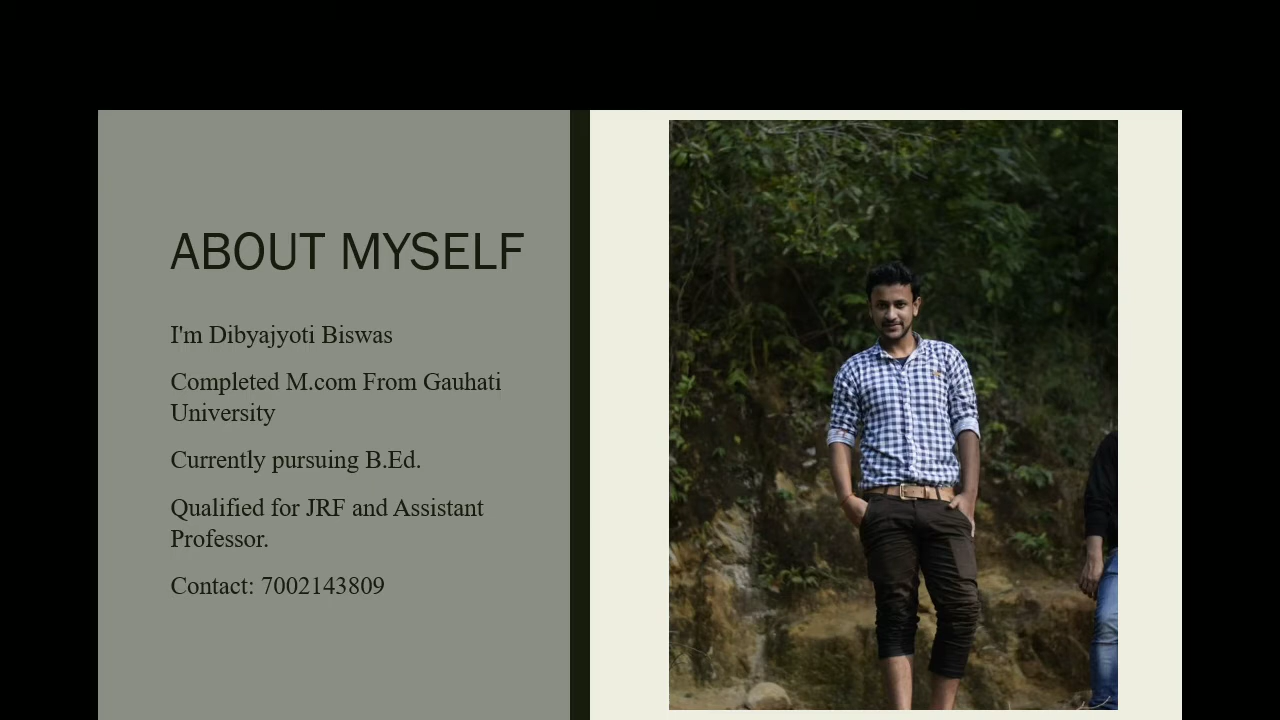 ABOUT MYSELF
I'm Dibyajyoti Biswas
Completed M.com From Gauhati
University
Currently pursuing B.Ed.
Qualified for JRF and Assistant
Professor.
Contact: 7002143809